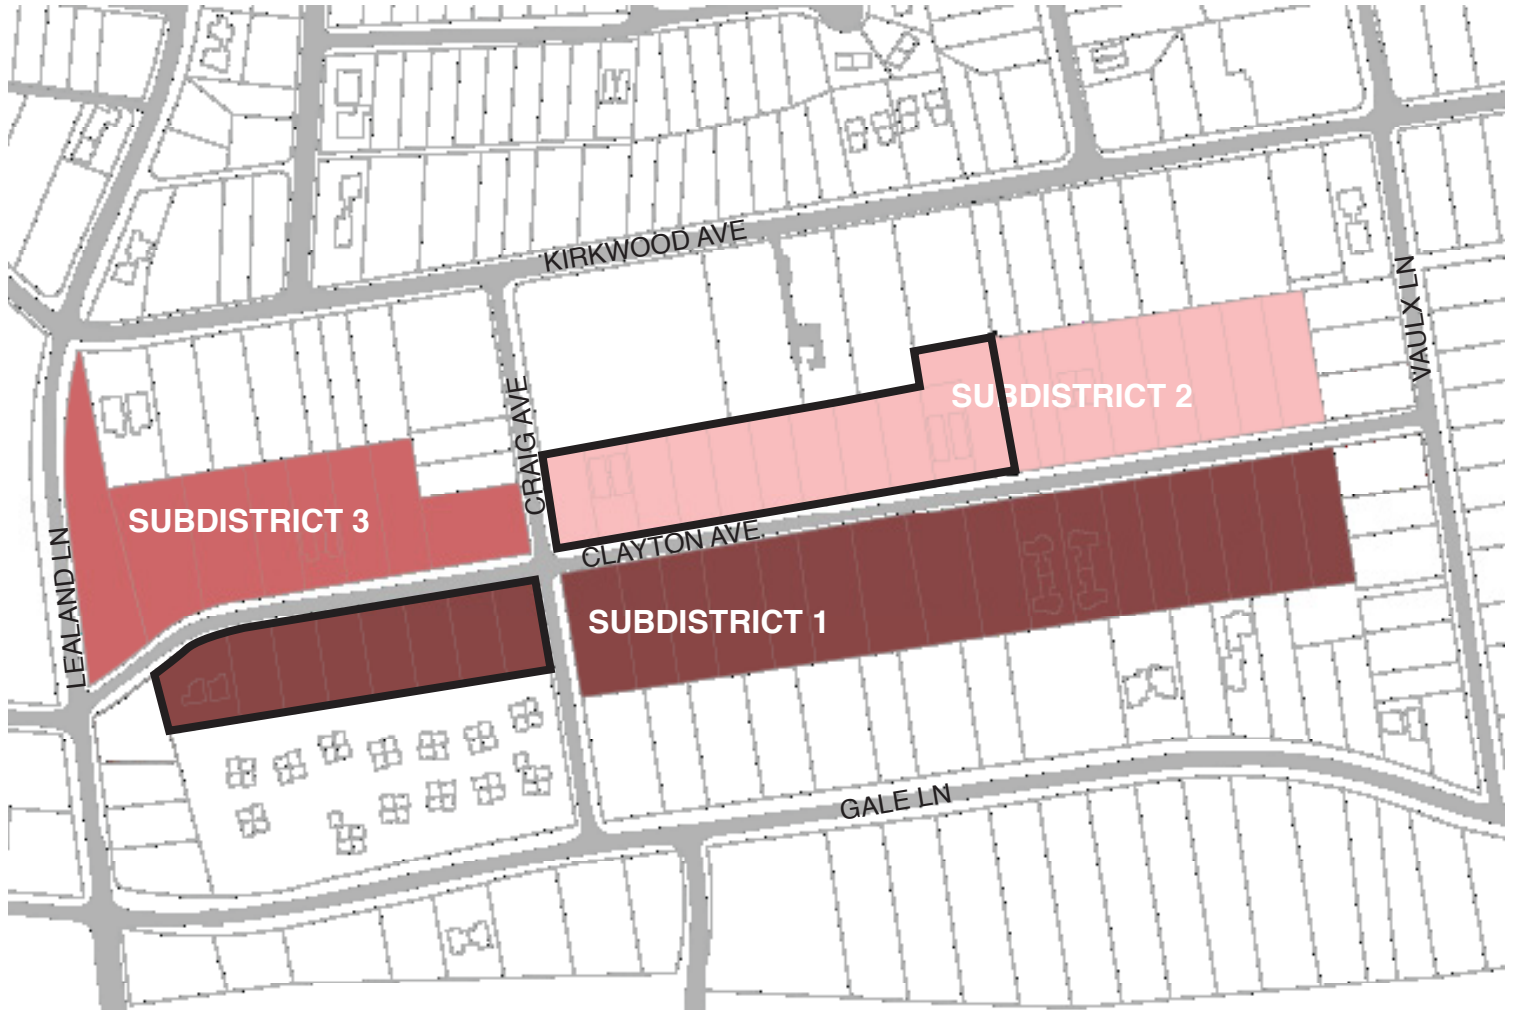 KIRKWOOD AVE
VAULX LN
CRAIG AVE
SUBDISTRICT 2
SUBDISTRICT 3
CLAYTON AVE
LEALAND LN
SUBDISTRICT 1
GALE LN